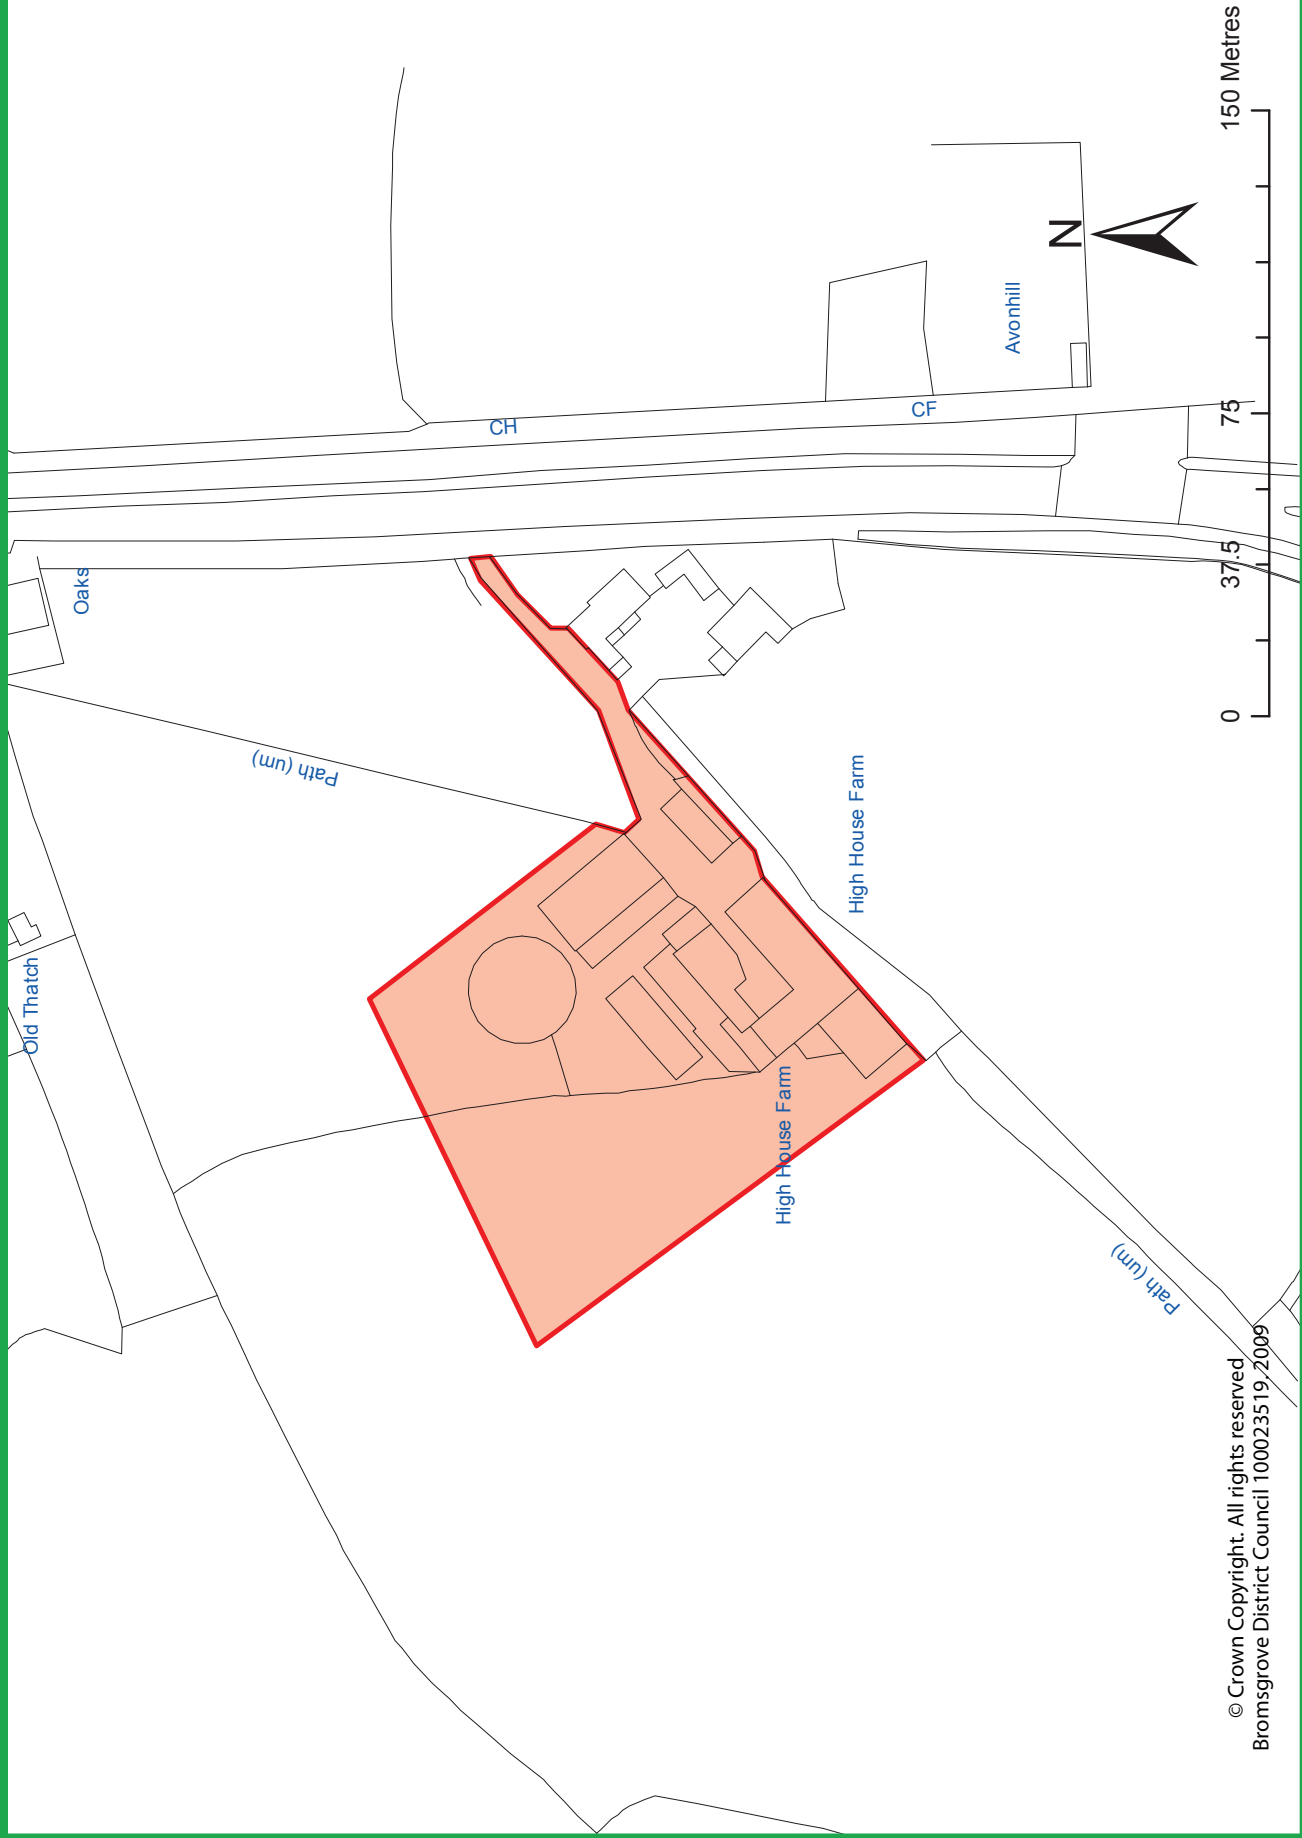 Old Thatch
Oaks
Path (um)
CH
CF
Avonhill
N
High House Farm
High House Farm
Path (um)
0
37.5
75
150 Metres
© Crown Copyright. All rights reserved
Bromsgrove District Council 100023519, 2009